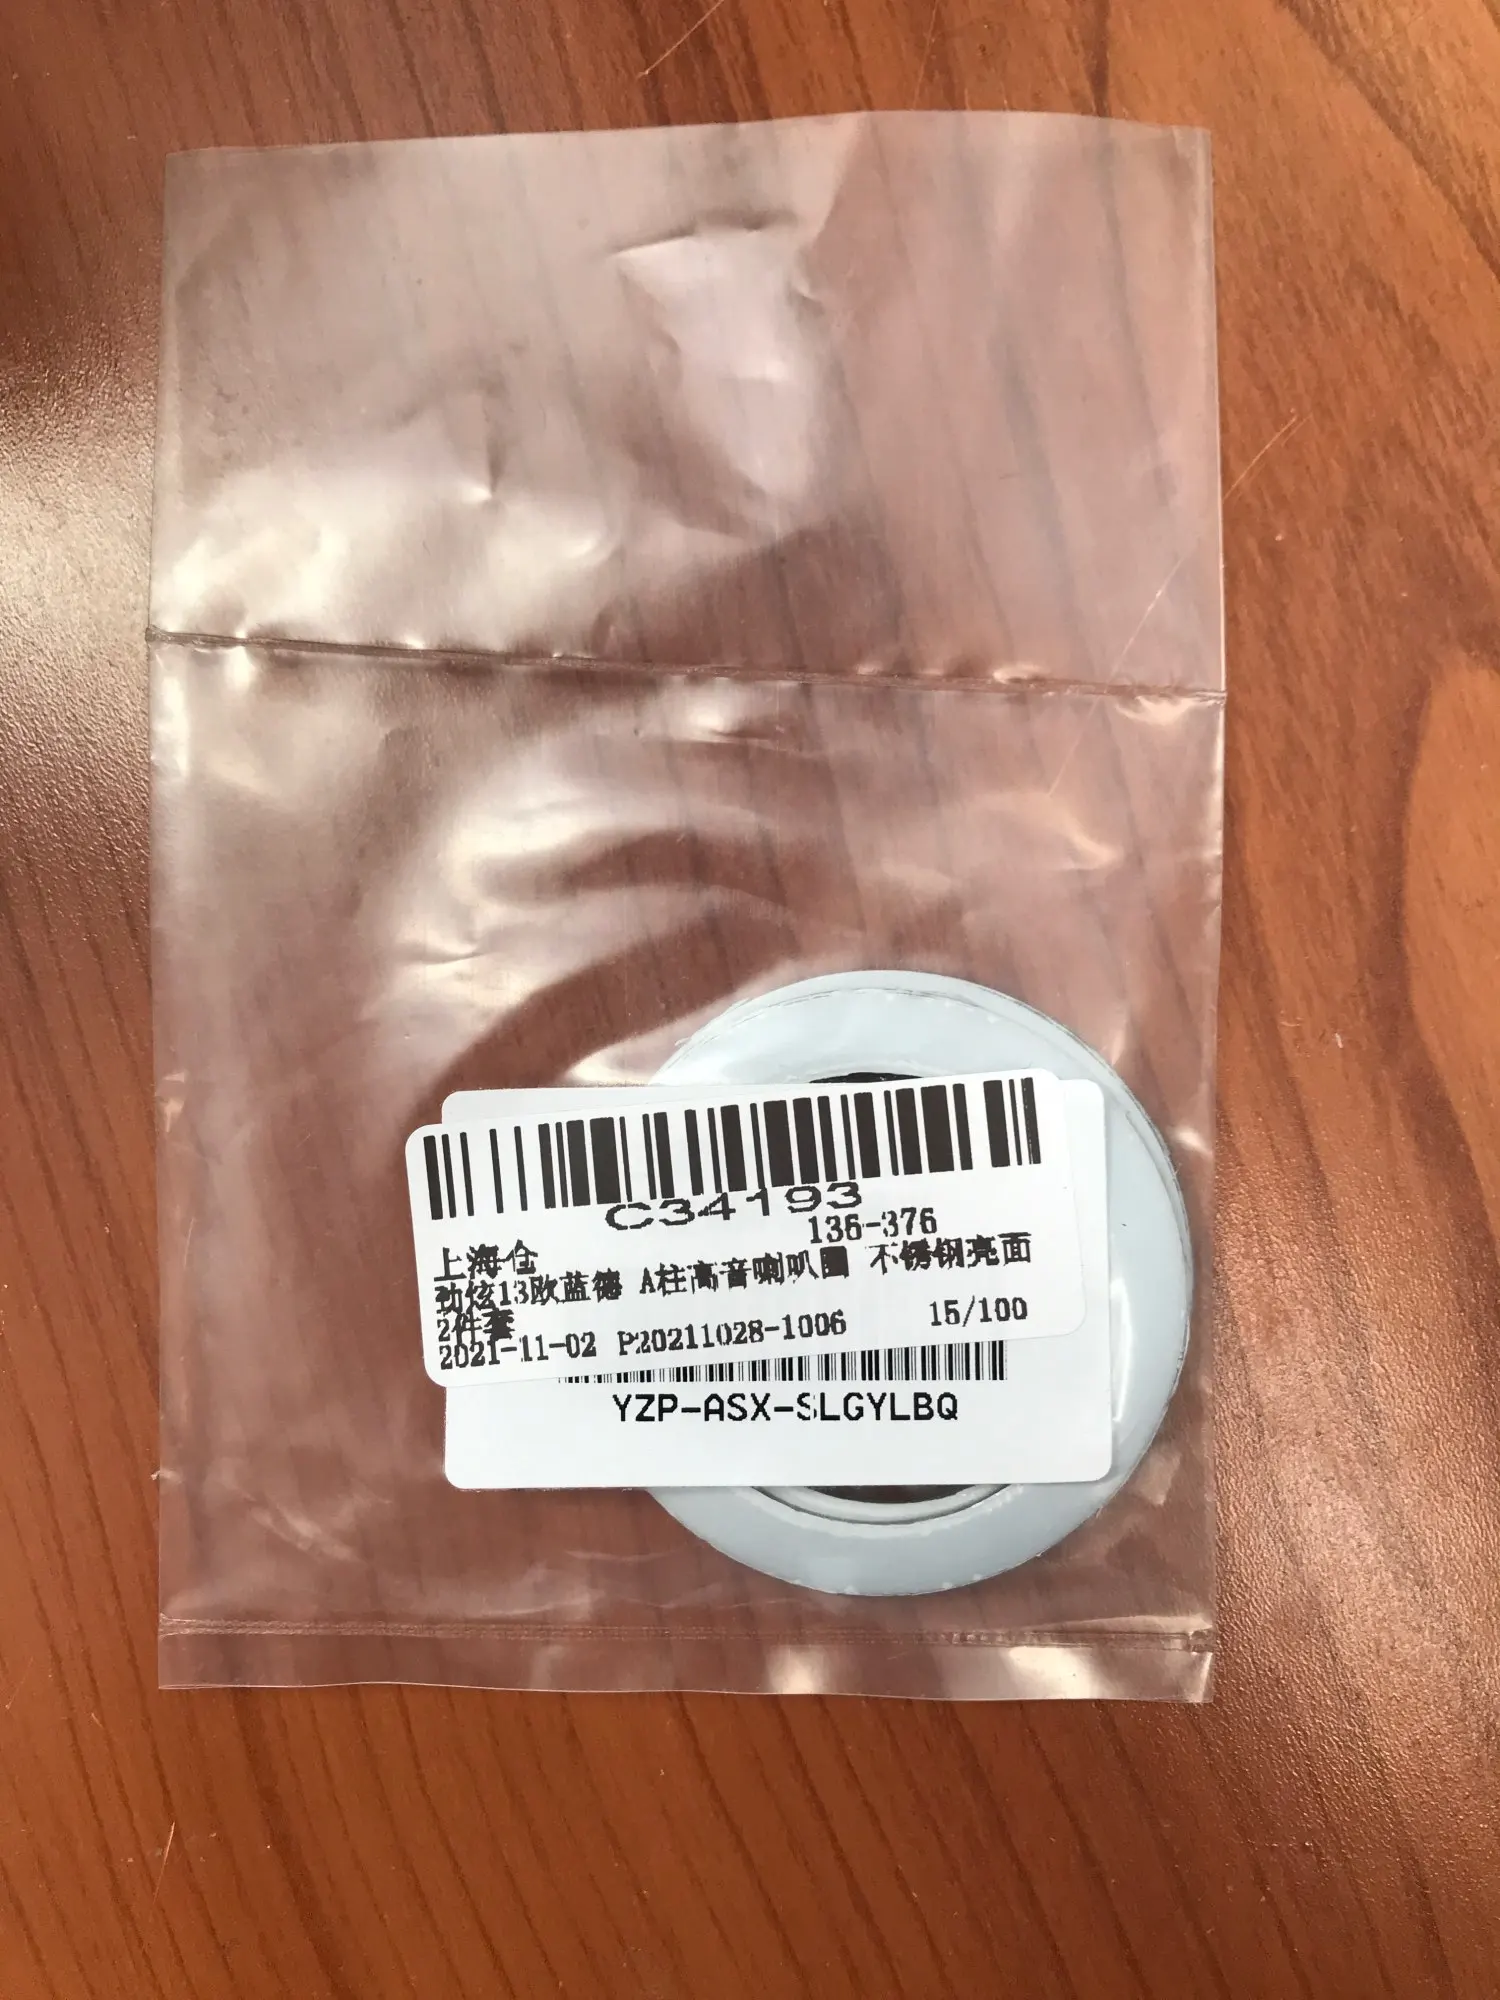 C34193
136-376
上海仓
劲炫13欧蓝德 A柱高音喇叭圈 不锈钢亮面
2件套
2021-11-02 P20211028-1006 15/100
YZP-ASX-SLGYLBQ